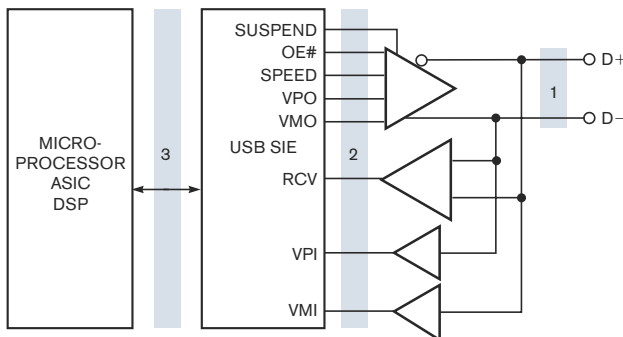 SUSPEND
OE#
SPEED
VPO
VMO
USB SIE
RCV
VPI
VMI
MICRO-
PROCESSOR
ASIC
DSP
3
2
1
D+
D−